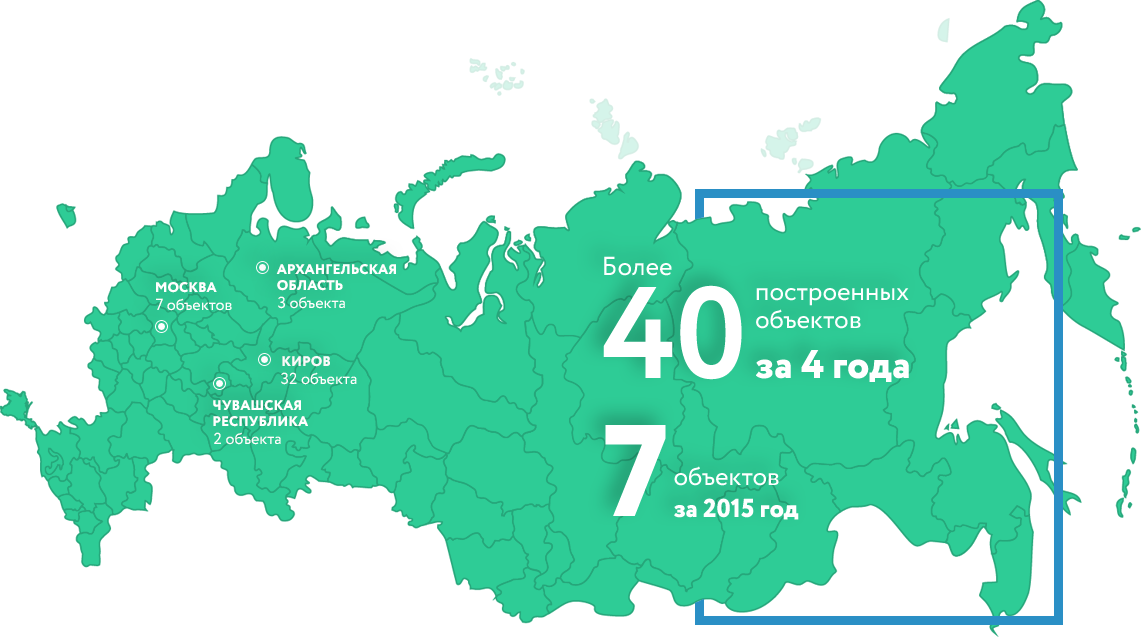 АРХАНГЕЛЬСКАЯ
ОБЛАСТЬ
3 объекта
МОСКВА
7 объектов
КИРОВ
32 объекта
ЧУВАШСКАЯ
РЕСПУБЛИКА
2 объекта
Более
40
построенных
объектов
за 4 года
7
объектов
за 2015 год